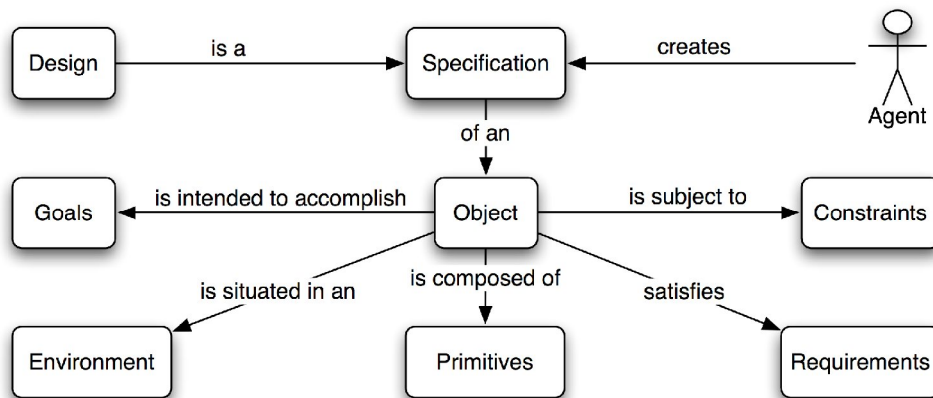 is a
creates
Design
Specification
Agent
of an
is intended to accomplish
is subject to
Goals
Object
Constraints
is situated in an
is composed of
satisfies
Environment
Primitives
Requirements